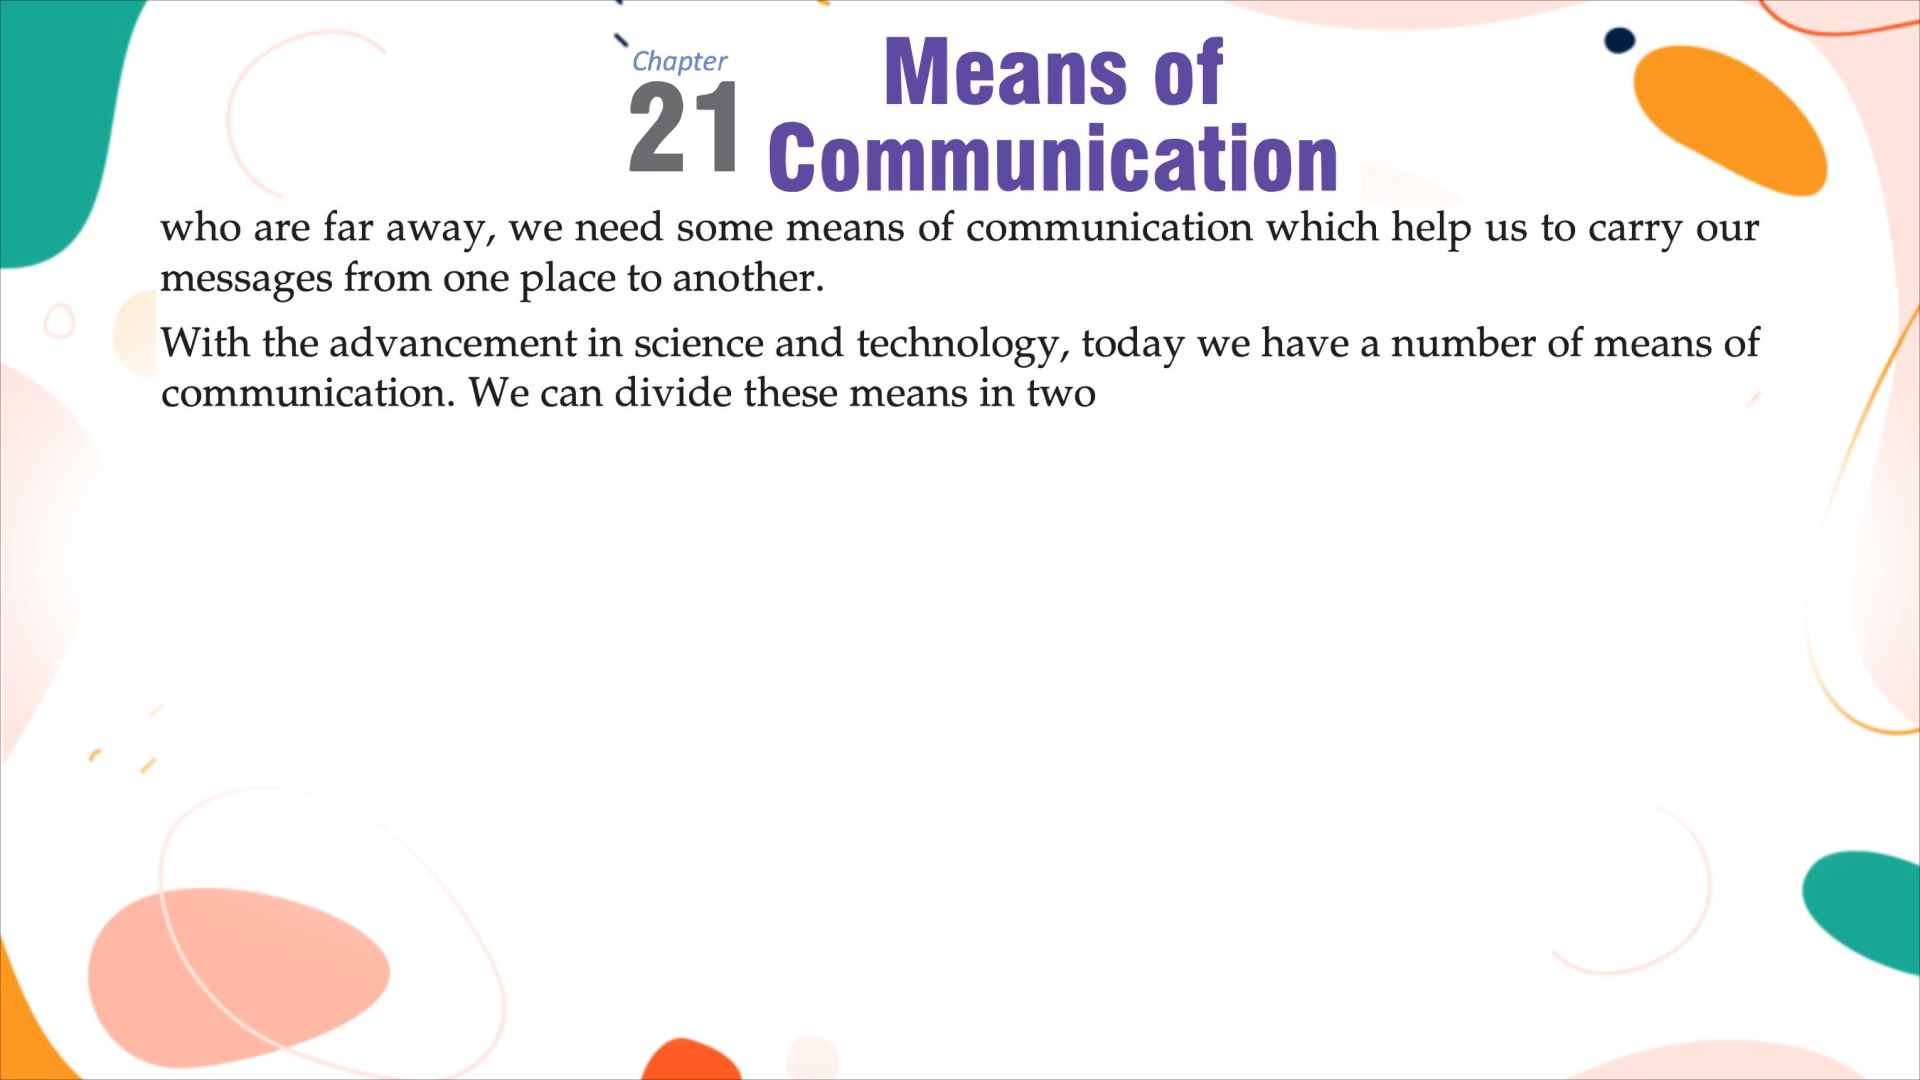 Chapter
21
Means of
Communication
who are far away, we need some means of communication which help us to carry our
messages from one place to another.
With the advancement in science and technology, today we have a number of means of
communication. We can divide these means in two